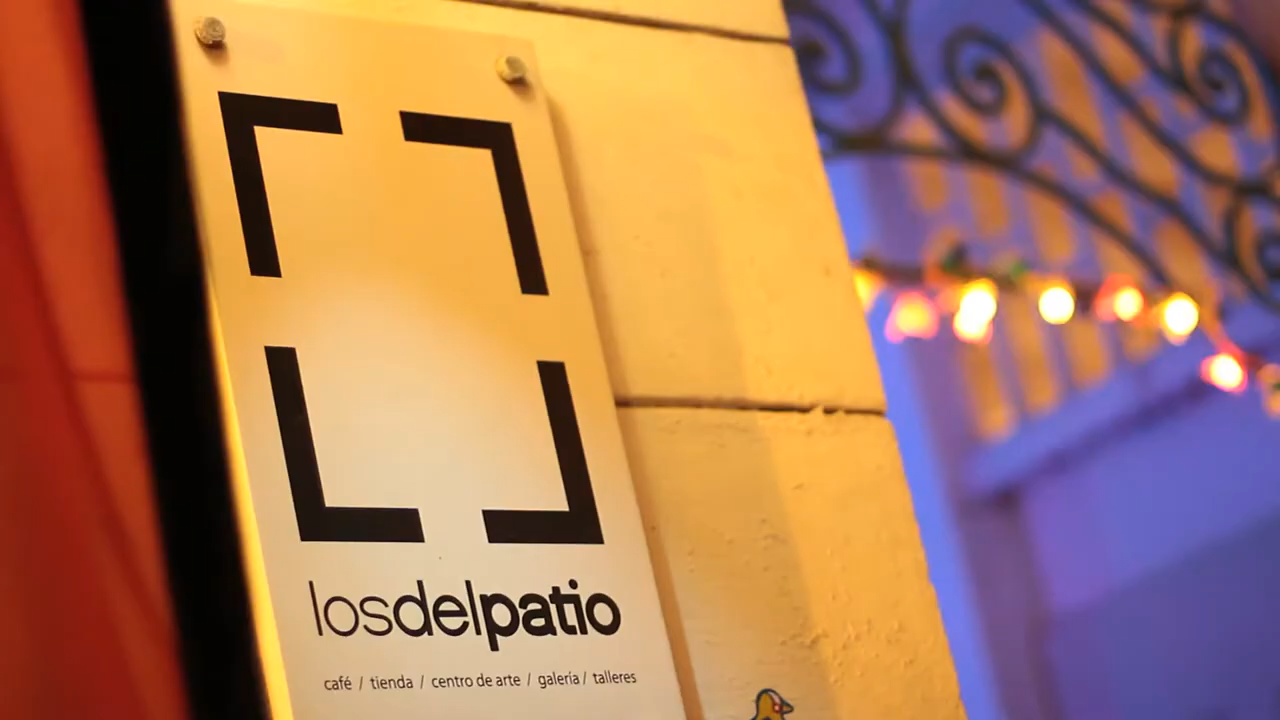 losdelpatio
café / tienda / centro de arte / galería / talleres